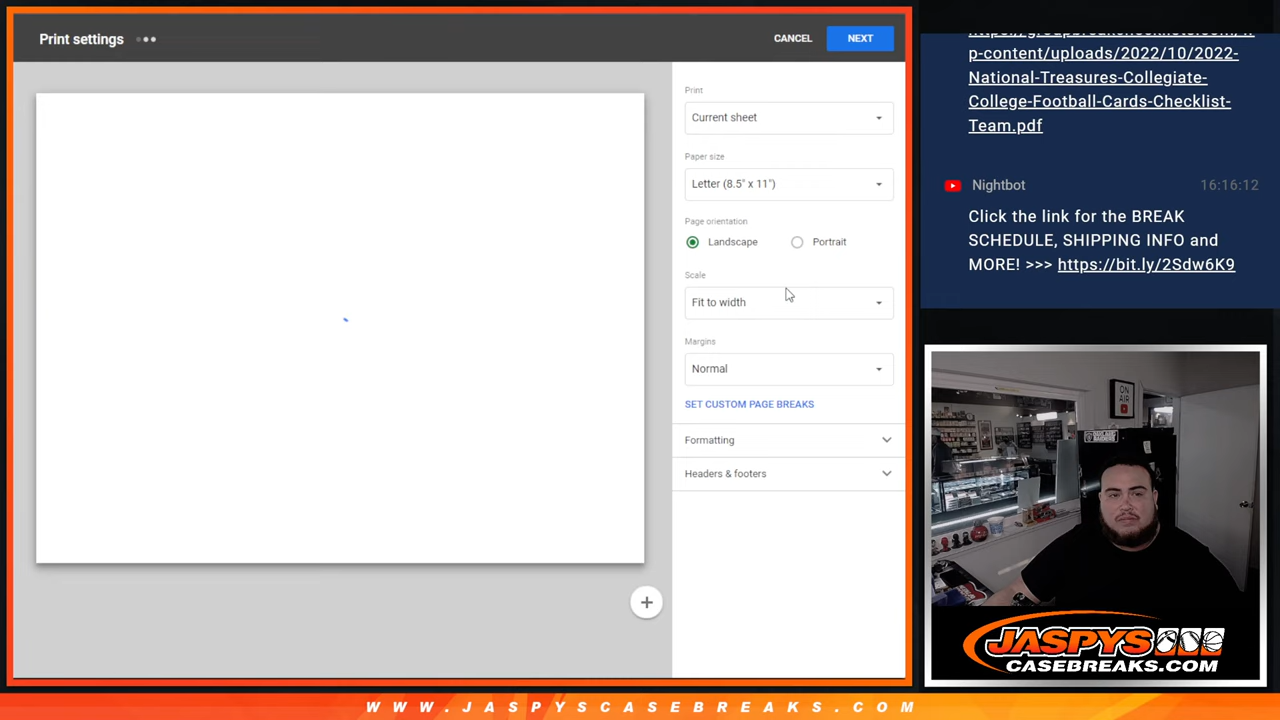 Print settings
CANCEL
NEXT
Print
Current sheet
Paper size
Letter (8.5" x 11")
Page orientation
Landscape
Portrait
Scale
Fit to width
Margins
Normal
SET CUSTOM PAGE BREAKS
Formatting
Headers & footers
p-content/uploads/2022/10/2022-
National-Treasures-Collegiate-
College-Football-Cards-Checklist-
Team.pdf
Nightbot
16:16:12
Click the link for the BREAK
SCHEDULE, SHIPPING INFO and
MORE! >>> https://bit.ly/2Sdw6K9
ON
AIR
JASPYS
CASEBREAKS.COM
WWW.JASPYSCASEBREAKS.COM